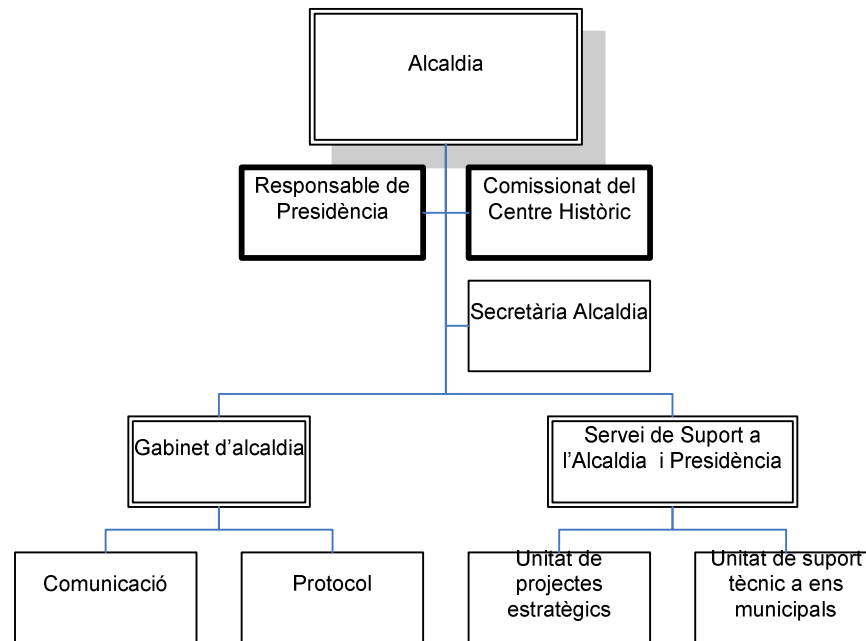 Alcaldia
Responsable de
Presidència
Comissionat del
Centre Històric
Secretària Alcaldia
Gabinet d’alcaldia
Servei de Suport a
l’Alcaldia i Presidència
Comunicació
Protocol
Unitat de
projectes
estratègics
Unitat de suport
tècnic a ens
municipals